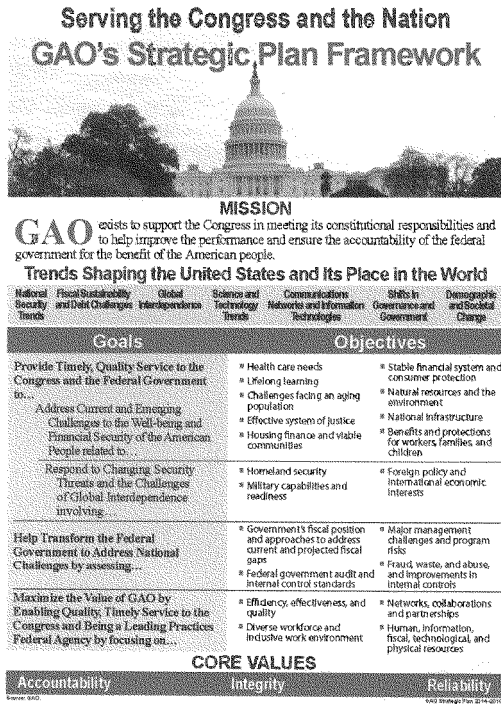 Serving the Congress and the Nation
GAO's Strategic Plan Framework
MISSION
GAO exists to support the Congress in meeting its constitutional responsibilities and
to help improve the performance and ensure the accountability of the federal
government for the benefit of the American people.
Trends Shaping the United States and Its Place in the World
National Security Trends
Fiscal Sustainability and Debt Challenges
Global Interdependence
Science and Technology Trends
Communications Networks and Information Technologies
Shifts in Governance and Government
Demographic and Societal Change
Goals
Objectives
Provide Timely, Quality Service to the
Congress and the Federal Government
to...
Address Current and Emerging
Challenges to the Well-being and
Financial Security of the American
People related to...
Health care needs
Lifelong learning
Challenges facing an aging
population
Effective system of justice
Housing finance and viable
communities
Stable financial system and
consumer protection
Natural resources and the
environment
National infrastructure
Benefits and protections
for workers, families, and
children
Respond to Changing Security
Threats and the Challenges
of Global Interdependence
involving...
Homeland security
Military capabilities and
readiness
Foreign policy and
international economic
interests
Help Transform the Federal
Government to Address National
Challenges by assessing...
Government's fiscal position
and approaches to address
current and projected fiscal
gaps
Federal government audit and
internal control standards
Major management
challenges and program
risks
Fraud, waste, and abuse,
and improvements in
internal controls
Maximize the Value of GAO by
Enabling Quality, Timely Service to the
Congress and Being a Leading Practices
Federal Agency by focusing on...
Efficiency, effectiveness, and
quality
Diverse workforce and
inclusive work environment
Networks, collaborations
and partnerships
Human, information,
fiscal, technological, and
physical resources
CORE VALUES
Accountability
Integrity
Reliability
Source: GAO.
GAO Strategic Plan 2014-2019